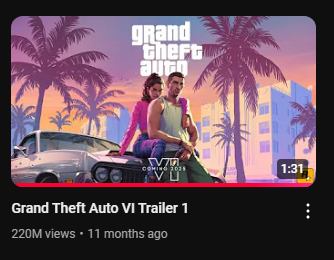 grand
theft
auto
VI
COMING 2025
1:31
Grand Theft Auto VI Trailer 1
220M views • 11 months ago